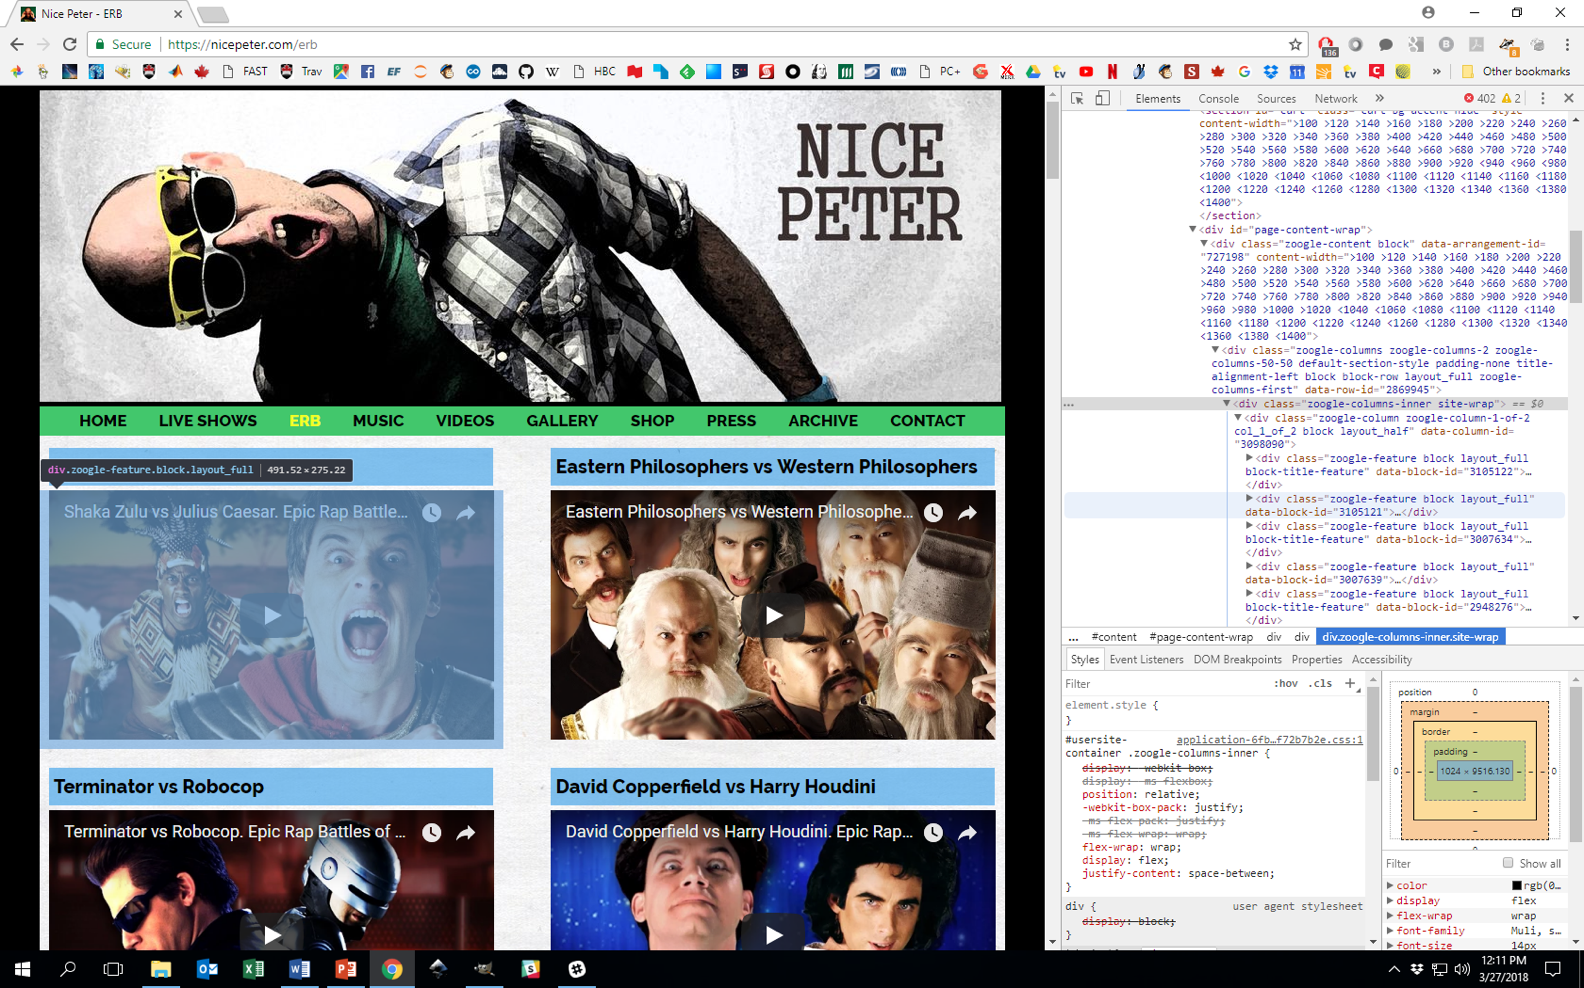 Nice Peter - ERB
Secure
https://nicepeter.com/erb
136
8
FAST
Trav
EF
W
HBC
PC+
tv
N
S
G
11
tv
»
Other bookmarks
NICE
PETER
HOME LIVE SHOWS ERB MUSIC VIDEOS GALLERY SHOP PRESS ARCHIVE CONTACT
div.zoogle-feature.block.layout_full | 491.52×275.22
Shaka Zulu vs Julius Caesar. Epic Rap Battle...
Eastern Philosophers vs Western Philosophers
Eastern Philosophers vs Western Philosophe...
Terminator vs Robocop
Terminator vs Robocop. Epic Rap Battles of ...
David Copperfield vs Harry Houdini
David Copperfield vs Harry Houdini. Epic Rap...
Elements Console Sources Network » 402 2
content-width=">100 >120 >140 >160 >180 >200 >220 >240 >260
>280 >300 >320 >340 >360 >380 >400 >420 >440 >460 >480 >500
>520 >540 >560 >580 >600 >620 >640 >660 >680 >700 >720 >740
>760 >780 >800 >820 >840 >860 >880 >900 >920 <940 <960 <980
<1000 <1020 <1040 <1060 <1080 <1100 <1120 <1140 <1160 <1180
<1200 <1220 <1240 <1260 <1280 <1300 <1320 <1340 <1360 <1380
<1400">
</section>
<div id="page-content-wrap">
<div class="zoogle-content block" data-arrangement-id=
"727198" content-width=">100 >120 >140 >160 >180 >200 >220
>240 >260 >280 >300 >320 >340 >360 >380 >400 >420 >440 >460
>480 >500 >520 >540 >560 >580 >600 >620 >640 >660 >680 >700
>720 >740 >760 >780 >800 >820 >840 >860 >880 >900 >920 >940
>960 >980 >1000 >1020 <1040 <1060 <1080 <1100 <1120 <1140
<1160 <1180 <1200 <1220 <1240 <1260 <1280 <1300 <1320 <1340
<1360 <1380 <1400">
<div class="zoogle-columns zoogle-columns-2 zoogle-
columns-50-50 default-section-style padding-none title-
alignment-left block block-row layout_full zoogle-
columns-first" data-row-id="2869945">
... <div class="zoogle-columns-inner site-wrap"> == $0
<div class="zoogle-column zoogle-column-1-of-2
col_1_of_2 block layout_half" data-column-id=
"3098090">
<div class="zoogle-feature block layout_full
block-title-feature" data-block-id="3105122">…
</div>
<div class="zoogle-feature block layout_full"
data-block-id="3105121">…</div>
<div class="zoogle-feature block layout_full
block-title-feature" data-block-id="3007634">…
</div>
<div class="zoogle-feature block layout_full"
data-block-id="3007639">…</div>
<div class="zoogle-feature block layout_full
block-title-feature" data-block-id="2948276">…
</div>
... #content #page-content-wrap div div div.zoogle-columns-inner.site-wrap
Styles Event Listeners DOM Breakpoints Properties Accessibility
Filter :hov .cls +
element.style {
}
#usersite- application-6fb…f72b7b2e.css:1
container .zoogle-columns-inner {
display: -webkit-box;
display: -ms-flexbox;
position: relative;
-webkit-box-pack: justify;
-ms-flex-pack: justify;
-ms-flex-wrap: wrap;
flex-wrap: wrap;
display: flex;
justify-content: space-between;
}
div { user agent stylesheet
display: block;
}
position 0
margin -
border -
padding -
0 - - - 1024 × 9516.130 - - - 0
-
-
-
Filter Show all
color rgb(0…
display flex
flex-wrap wrap
font-family Muli, s…
font-size 14px
12:11 PM
3/27/2018